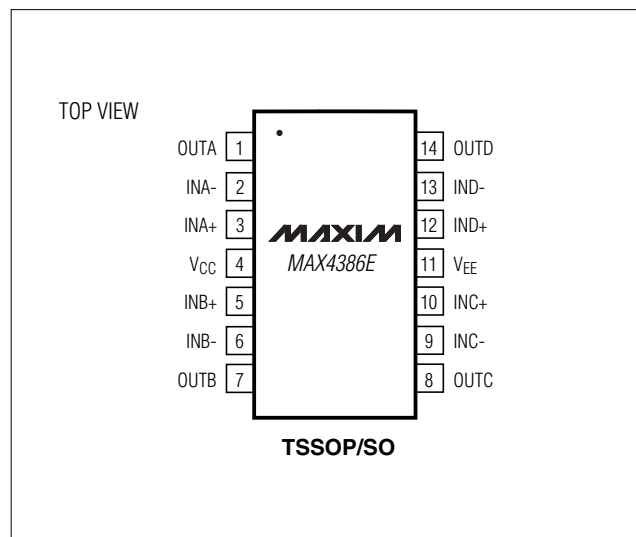 TOP VIEW
OUTA 1 14 OUTD
INA- 2 13 IND-
INA+ 3 12 IND+
MAXIM
VCC 4 MAX4386E 11 VEE
INB+ 5 10 INC+
INB- 6 9 INC-
OUTB 7 8 OUTC
TSSOP/SO